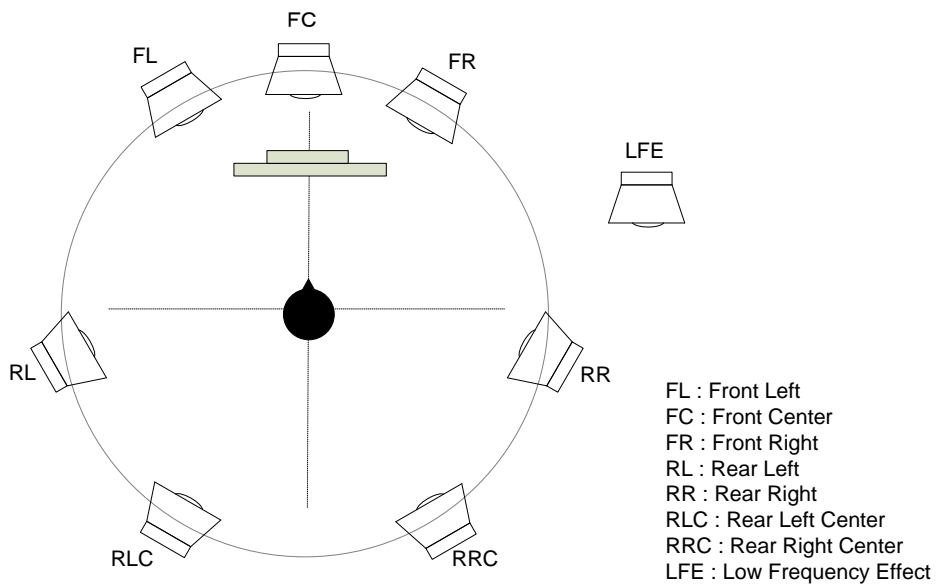 FC
FL
FR
LFE
RL
RR
RLC
RRC
FL : Front Left
FC : Front Center
FR : Front Right
RL : Rear Left
RR : Rear Right
RLC : Rear Left Center
RRC : Rear Right Center
LFE : Low Frequency Effect